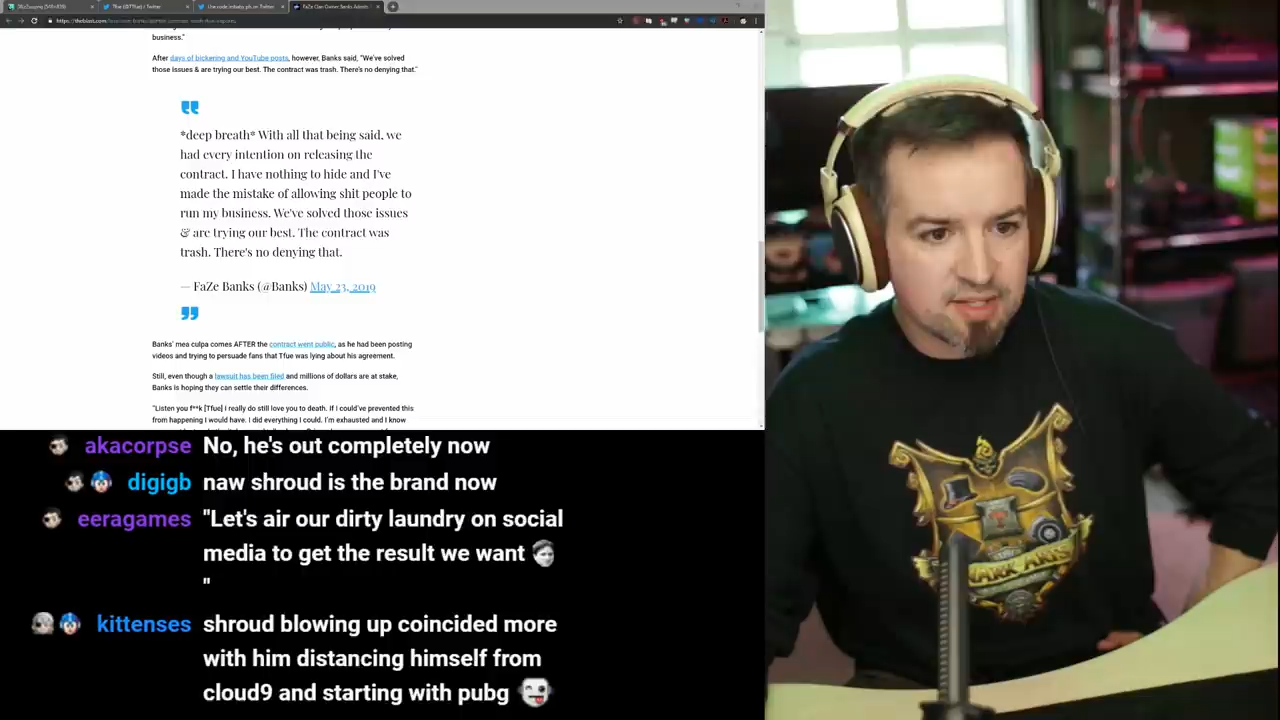 Tfue (@TTfue) | Twitter
https://theblast.com/
business."
After days of bickering and YouTube posts, however, Banks said, "We've solved
those issues & are trying our best. The contract was trash. There's no denying that."
*deep breath* With all that being said, we
had every intention on releasing the
contract. I have nothing to hide and I've
made the mistake of allowing shit people to
run my business. We've solved those issues
& are trying our best. The contract was
trash. There's no denying that.
— FaZe Banks (@Banks) May 23, 2019
Banks' mea culpa comes AFTER the contract went public, as he had been posting
videos and trying to persuade fans that Tfue was lying about his agreement.
Still, even though a lawsuit has been filed and millions of dollars are at stake,
Banks is hoping they can settle their differences.
"Listen you f**k [Tfue] I really do still love you to death. If I could've prevented this
from happening I would have. I did everything I could. I'm exhausted and I know
akacorpse No, he's out completely now
digigb naw shroud is the brand now
eeragames "Let's air our dirty laundry on social
media to get the result we want
"
kittenses shroud blowing up coincided more
with him distancing himself from
cloud9 and starting with pubg
ARK ARTS